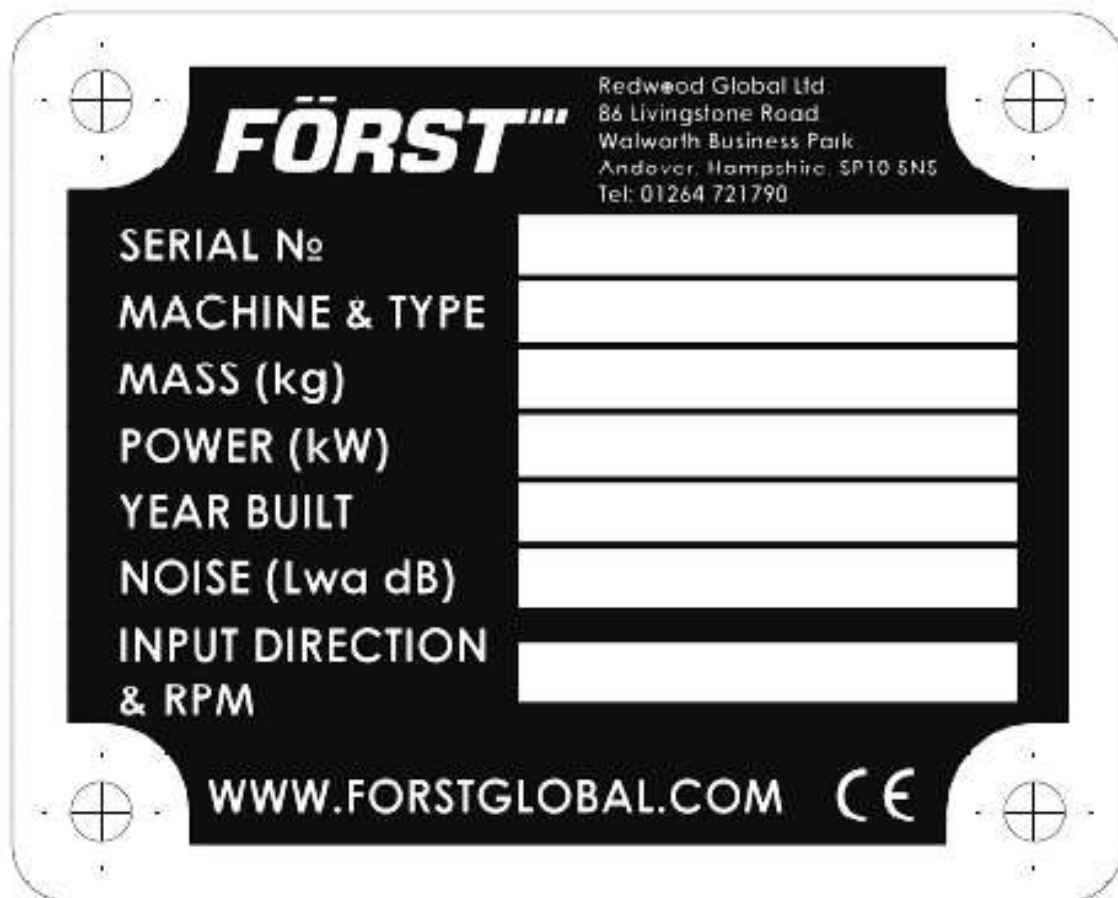 FÖRST
Redwood Global Ltd.
86 Livingstone Road
Walworth Business Park,
Andover, Hampshire, SP10 5NS
Tel: 01264 721790
SERIAL №
MACHINE & TYPE
MASS (kg)
POWER (kW)
YEAR BUILT
NOISE (Lwa dB)
INPUT DIRECTION
& RPM
WWW.FORSTGLOBAL.COM CE